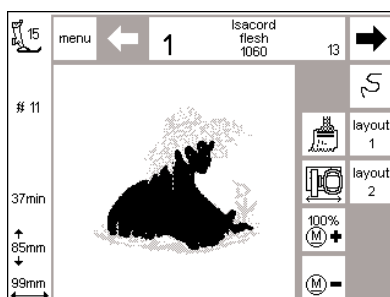 15
menu
1
Isacord
flesh
1060
13
# 11
layout
1
37min
layout
2
85mm
100%
M +
99mm
M -